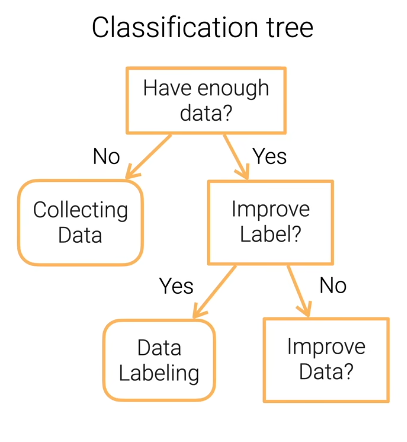 Classification tree
Have enough
data?
No
Yes
Collecting
Data
Improve
Label?
Yes
No
Data
Labeling
Improve
Data?